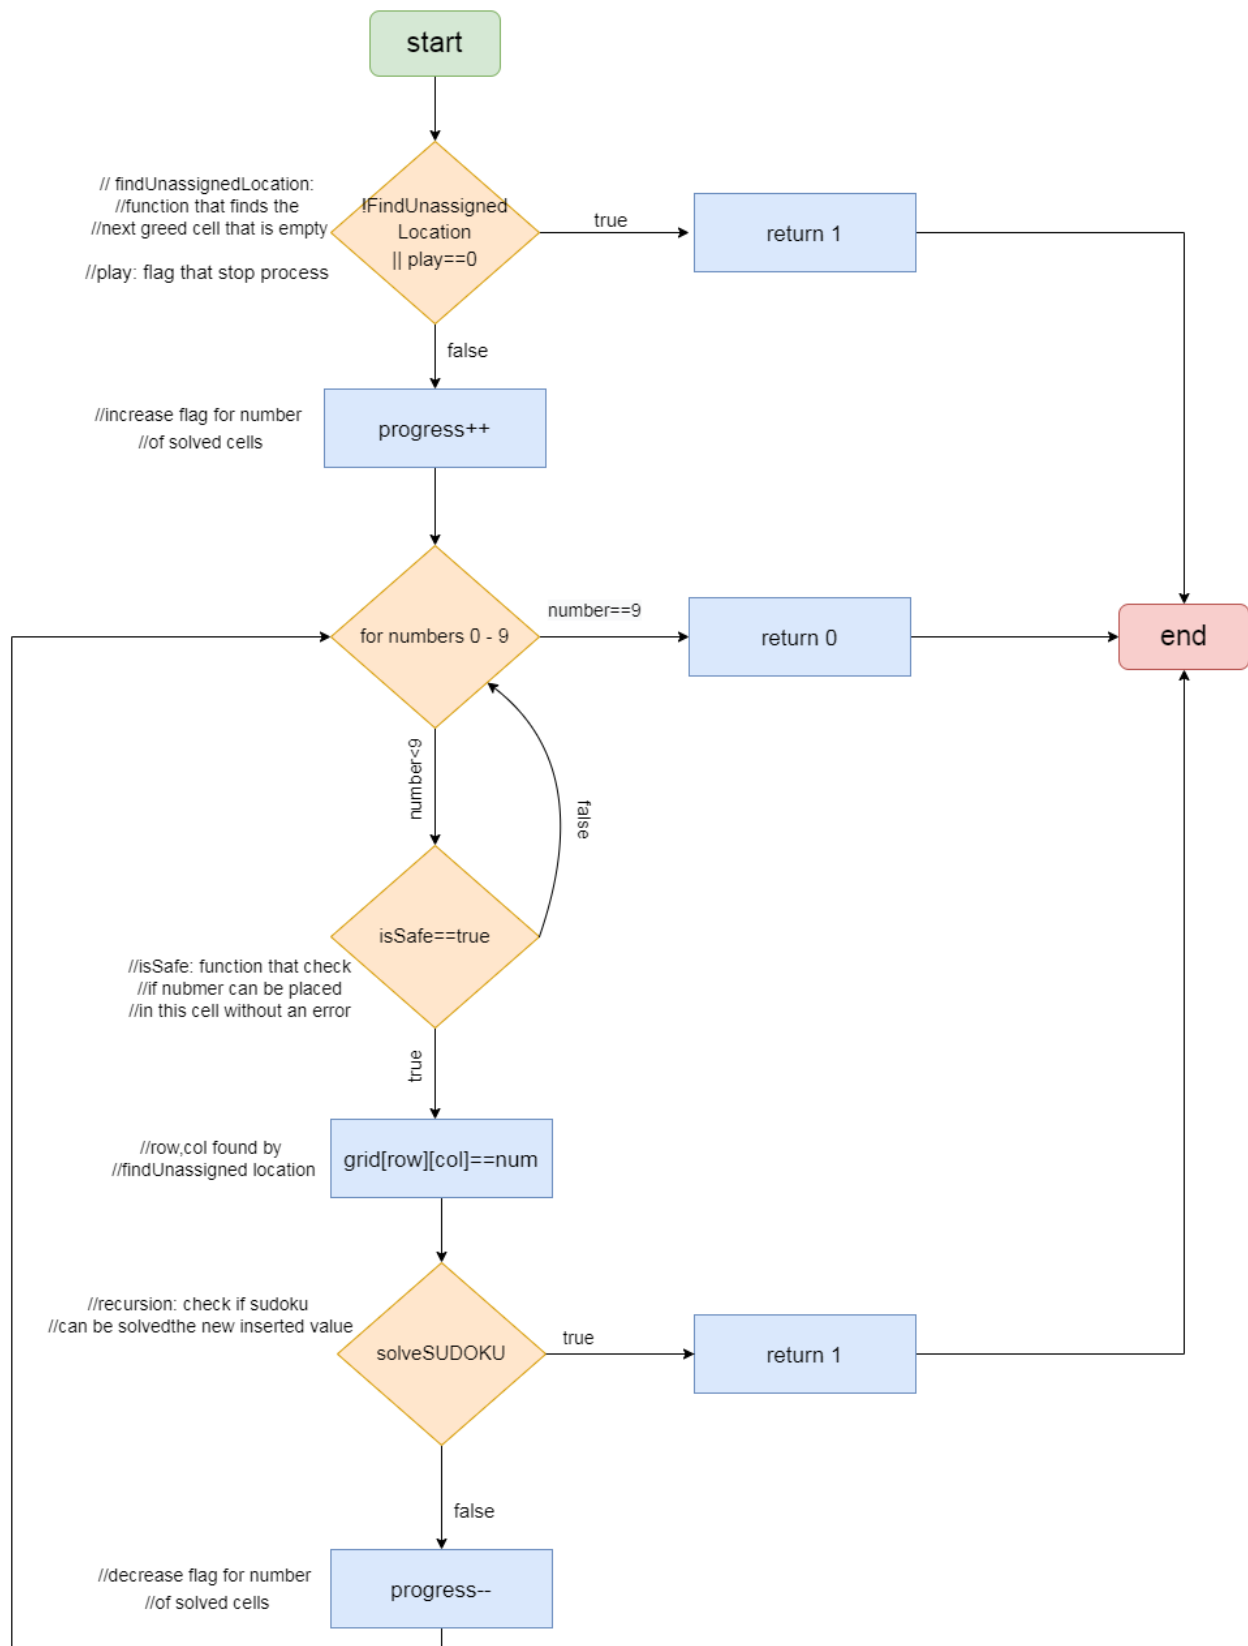 start
// findUnassignedLocation:
//function that finds the
//next greed cell that is empty
//play: flag that stop process
!FindUnassigned
Location
|| play==0
true
return 1
false
//increase flag for number
//of solved cells
progress++
for numbers 0 - 9
number==9
return 0
end
number<9
false
isSafe==true
//isSafe: function that check
//if nubmer can be placed
//in this cell without an error
true
//row,col found by
//findUnassigned location
grid[row][col]==num
//recursion: check if sudoku
//can be solvedthe new inserted value
solveSUDOKU
true
return 1
false
//decrease flag for number
//of solved cells
progress--